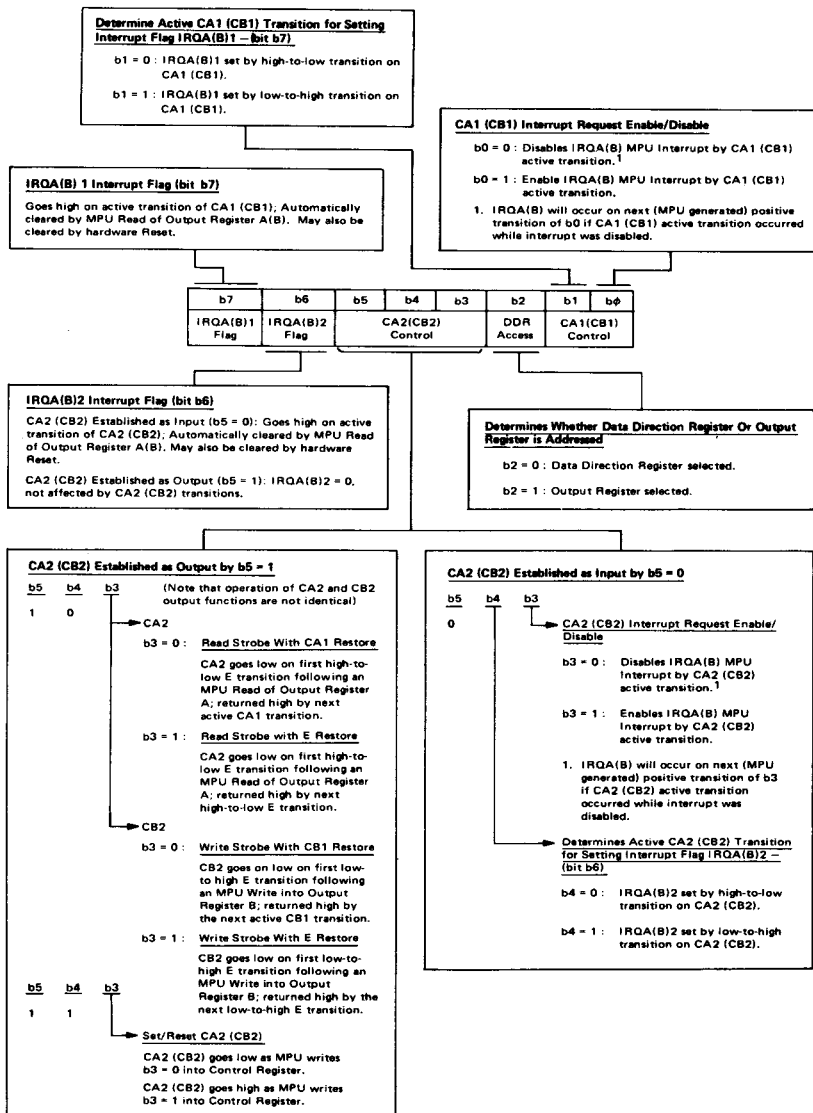 Determine Active CA1 (CB1) Transition for Setting
Interrupt Flag IRQA(B)1 – (bit b7)
b1 = 0 : IRQA(B)1 set by high-to-low transition on
CA1 (CB1).
b1 = 1 : IRQA(B)1 set by low-to-high transition on
CA1 (CB1).
CA1 (CB1) Interrupt Request Enable/Disable
b0 = 0 : Disables IRQA(B) MPU Interrupt by CA1 (CB1)
active transition.1
b0 = 1 : Enable IRQA(B) MPU Interrupt by CA1 (CB1)
active transition.
1. IRQA(B) will occur on next (MPU generated) positive
transition of b0 if CA1 (CB1) active transition occurred
while interrupt was disabled.
IRQA(B) 1 Interrupt Flag (bit b7)
Goes high on active transition of CA1 (CB1); Automatically
cleared by MPU Read of Output Register A(B). May also be
cleared by hardware Reset.
b7 b6 b5 b4 b3 b2 b1 bϕ
IRQA(B)1 IRQA(B)2 CA2(CB2) DDR CA1(CB1)
Flag Flag Control Access Control
IRQA(B)2 Interrupt Flag (bit b6)
CA2 (CB2) Established as Input (b5 = 0): Goes high on active
transition of CA2 (CB2); Automatically cleared by MPU Read
of Output Register A(B). May also be cleared by hardware
Reset.
CA2 (CB2) Established as Output (b5 = 1): IRQA(B)2 = 0,
not affected by CA2 (CB2) transitions.
Determines Whether Data Direction Register Or Output
Register is Addressed
b2 = 0 : Data Direction Register selected.
b2 = 1 : Output Register selected.
CA2 (CB2) Established as Output by b5 = 1
b5 b4 b3 (Note that operation of CA2 and CB2
output functions are not identical)
1 0
CA2
b3 = 0 : Read Strobe With CA1 Restore
CA2 goes low on first high-to-
low E transition following an
MPU Read of Output Register
A; returned high by next
active CA1 transition.
b3 = 1 : Read Strobe with E Restore
CA2 goes low on first high-to-
low E transition following an
MPU Read of Output Register
A; returned high by next
high-to-low E transition.
CB2
b3 = 0 : Write Strobe With CB1 Restore
CB2 goes on low on first low-
to high E transition following
an MPU Write into Output
Register B; returned high by
the next active CB1 transition.
b3 = 1 : Write Strobe With E Restore
CB2 goes low on first low-to-
high E transition following an
MPU Write into Output
Register B; returned high by the
next low-to-high E transition.
b5 b4 b3
1 1
Set/Reset CA2 (CB2)
CA2 (CB2) goes low as MPU writes
b3 = 0 into Control Register.
CA2 (CB2) goes high as MPU writes
b3 = 1 into Control Register.
CA2 (CB2) Established as Input by b5 = 0
b5 b4 b3
0
CA2 (CB2) Interrupt Request Enable/
Disable
b3 = 0 : Disables IRQA(B) MPU
Interrupt by CA2 (CB2)
active transition.1
b3 = 1 : Enables IRQA(B) MPU
Interrupt by CA2 (CB2)
active transition.
1. IRQA(B) will occur on next (MPU
generated) positive transition of b3
if CA2 (CB2) active transition
occurred while interrupt was
disabled.
Determines Active CA2 (CB2) Transition
for Setting Interrupt Flag IRQA(B)2 –
(bit b6)
b4 = 0 : IRQA(B)2 set by high-to-low
transition on CA2 (CB2).
b4 = 1 : IRQA(B)2 set by low-to-high
transition on CA2 (CB2).